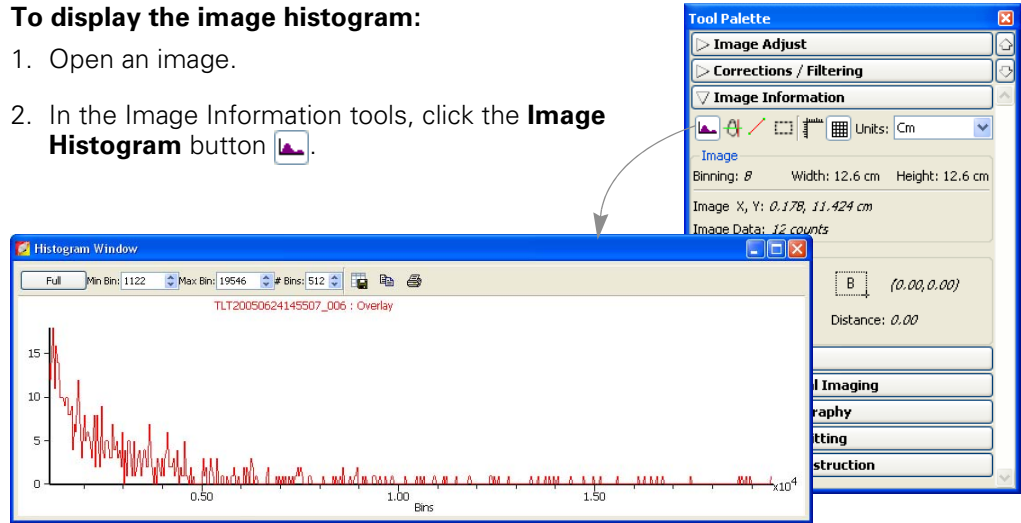 To display the image histogram:
1. Open an image.
2. In the Image Information tools, click the Image
Histogram button .
Tool Palette
Image Adjust
Corrections / Filtering
Image Information
Units: Cm
Image
Binning: 8 Width: 12.6 cm Height: 12.6 cm
Image X, Y: 0.178, 11.424 cm
Image Data: 12 counts
B (0.00,0.00)
Distance: 0.00
l Imaging
raphy
itting
struction
Histogram Window
Full Min Bin: 1122 Max Bin: 19546 # Bins: 512
TLT20050624145507_006 : Overlay
15
10
5
0
0.50 1.00 1.50 x10^4
Bins